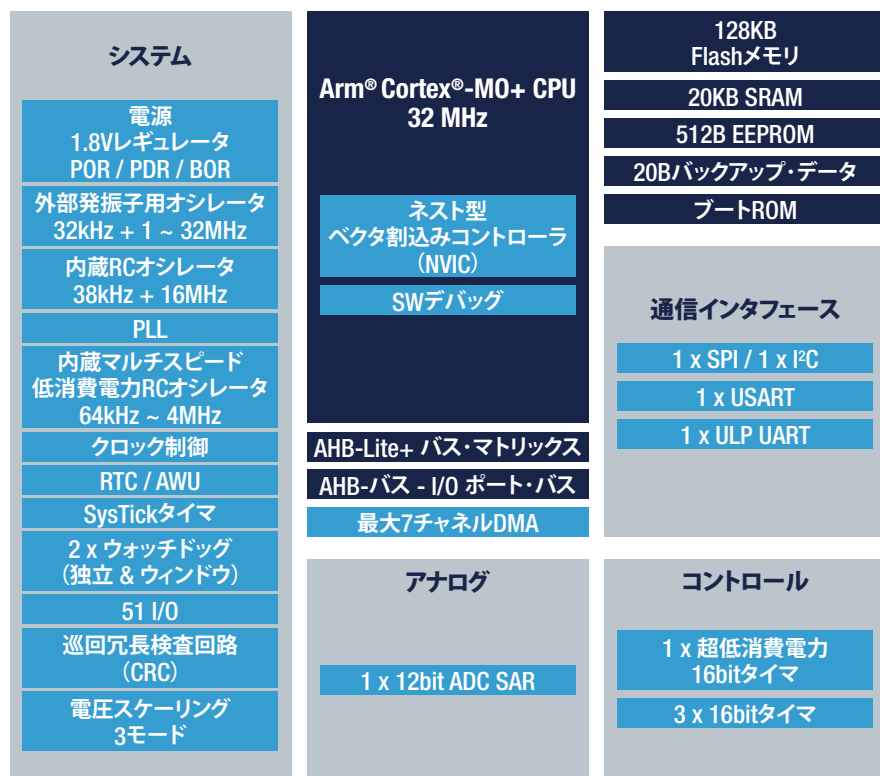 システム
電源
1.8Vレギュレータ
POR / PDR / BOR
外部発振子用オシレータ
32kHz + 1 ~ 32MHz
内蔵RCオシレータ
38kHz + 16MHz
PLL
内蔵マルチスピード
低消費電力RCオシレータ
64kHz ~ 4MHz
クロック制御
RTC / AWU
SysTickタイマ
2 x ウォッチドッグ
（独立 & ウィンドウ）
51 I/O
巡回冗長検査回路
（CRC）
電圧スケーリング
3モード
Arm® Cortex®-M0+ CPU
32 MHz
ネスト型
ベクタ割込みコントローラ
（NVIC）
SWデバッグ
AHB-Lite+ バス・マトリックス
AHB-バス - I/O ポート・バス
最大7チャネルDMA
アナログ
1 x 12bit ADC SAR
128KB
Flashメモリ
20KB SRAM
512B EEPROM
20Bバックアップ・データ
ブートROM
通信インタフェース
1 x SPI / 1 x I²C
1 x USART
1 x ULP UART
コントロール
1 x 超低消費電力
16bitタイマ
3 x 16bitタイマ